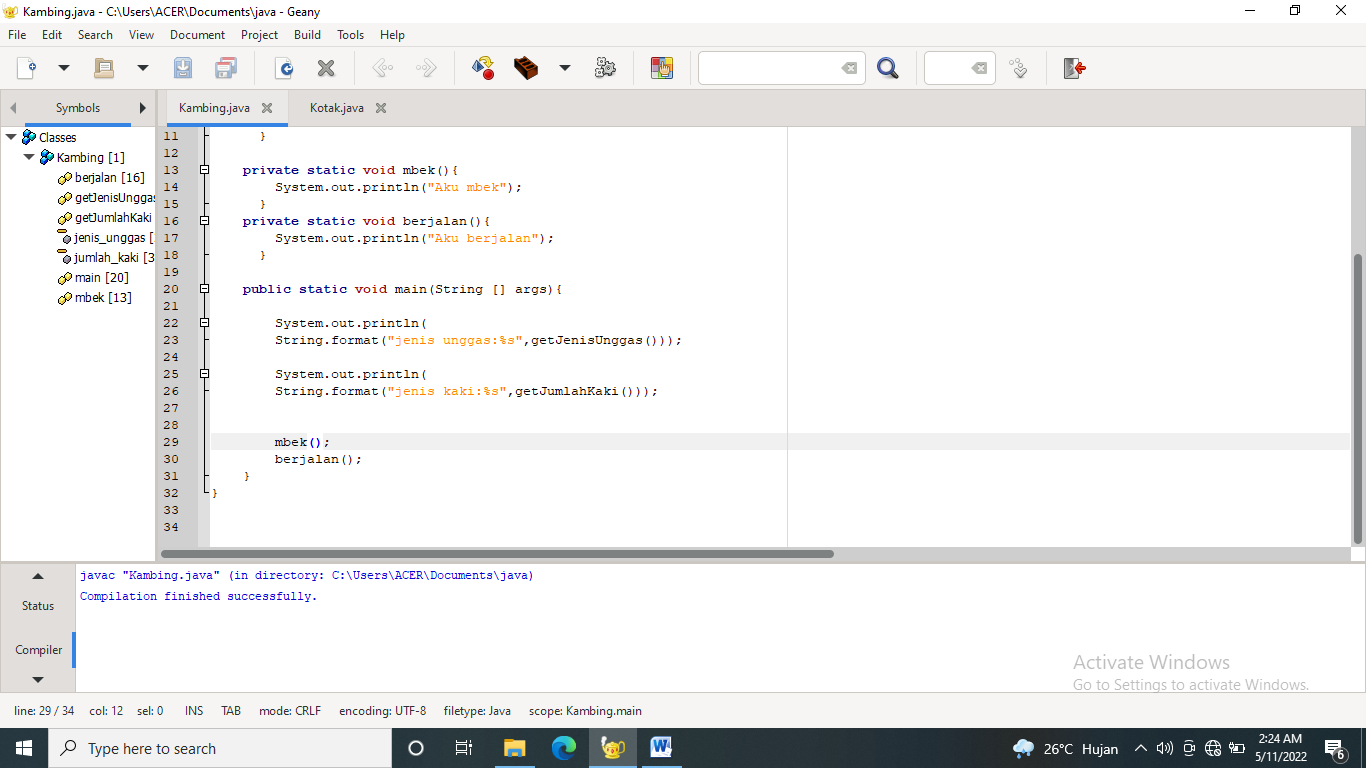 Kambing.java - C:\Users\ACER\Documents\java - Geany
File Edit Search View Document Project Build Tools Help
Symbols Kambing.java Kotak.java
Classes
Kambing [1]
berjalan [16]
getJenisUnggas
getJumlahKaki
jenis_unggas [
jumlah_kaki [3
main [20]
mbek [13]
11 }
12
13 private static void mbek(){
14 System.out.println("Aku mbek");
15 }
16 private static void berjalan(){
17 System.out.println("Aku berjalan");
18 }
19
20 public static void main(String [] args){
21
22 System.out.println(
23 String.format("jenis unggas:%s",getJenisUnggas()));
24
25 System.out.println(
26 String.format("jenis kaki:%s",getJumlahKaki()));
27
28
29 mbek();
30 berjalan();
31 }
32 }
33
34
Status
Compiler
javac "Kambing.java" (in directory: C:\Users\ACER\Documents\java)
Compilation finished successfully.
Activate Windows
Go to Settings to activate Windows.
line: 29 / 34 col: 12 sel: 0 INS TAB mode: CRLF encoding: UTF-8 filetype: Java scope: Kambing.main
Type here to search
26°C Hujan
2:24 AM
5/11/2022
6